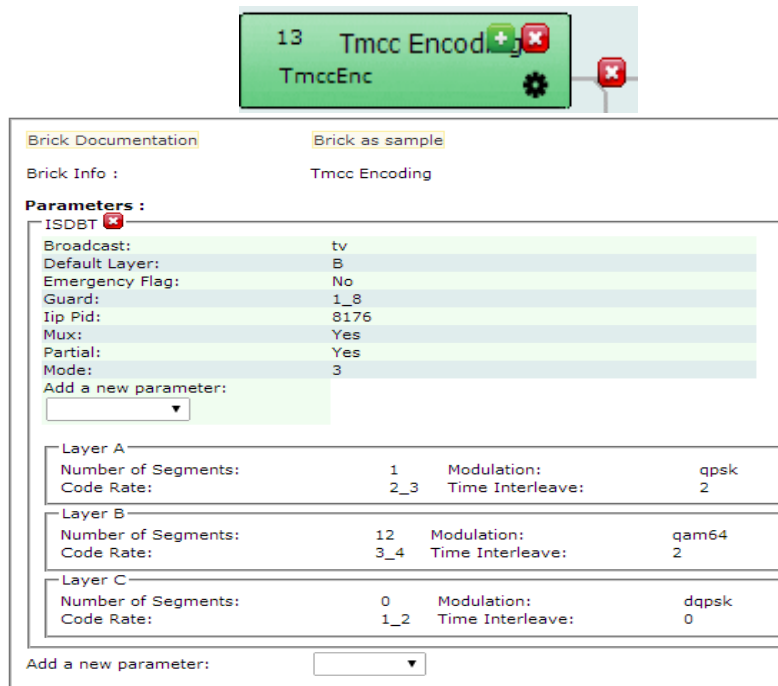 13 Tmcc Encoding
TmccEnc
Brick Documentation Brick as sample
Brick Info : Tmcc Encoding
Parameters :
ISDBT
Broadcast: tv
Default Layer: B
Emergency Flag: No
Guard: 1_8
Iip Pid: 8176
Mux: Yes
Partial: Yes
Mode: 3
Add a new parameter:
Layer A
Number of Segments: 1 Modulation: qpsk
Code Rate: 2_3 Time Interleave: 2
Layer B
Number of Segments: 12 Modulation: qam64
Code Rate: 3_4 Time Interleave: 2
Layer C
Number of Segments: 0 Modulation: dqpsk
Code Rate: 1_2 Time Interleave: 0
Add a new parameter: